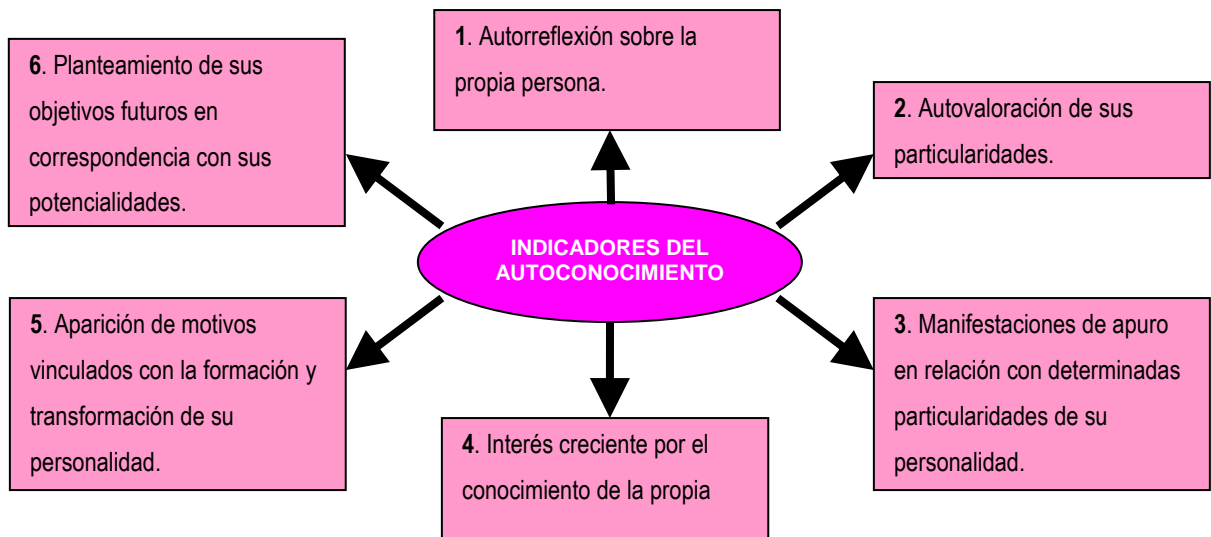 1. Autorreflexión sobre la
propia persona.
2. Autovaloración de sus
particularidades.
3. Manifestaciones de apuro
en relación con determinadas
particularidades de su
personalidad.
4. Interés creciente por el
conocimiento de la propia
5. Aparición de motivos
vinculados con la formación y
transformación de su
personalidad.
6. Planteamiento de sus
objetivos futuros en
correspondencia con sus
potencialidades.
INDICADORES DEL
AUTOCONOCIMIENTO